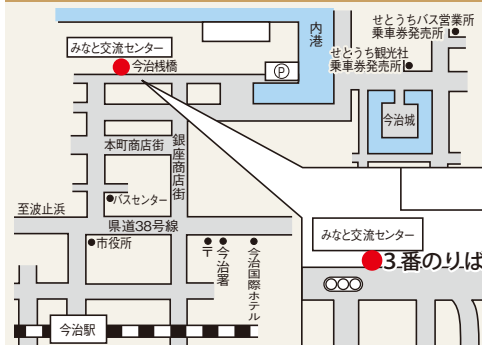 せとうちバス営業所
乗車券発売所
内港
みなと交流センター
せとうち観光社
乗車券発売所
今治桟橋
P
今治城
本町商店街
銀座商店街
バスセンター
至波止浜
県道38号線
みなと交流センター
市役所
〒
今治署
今治国際ホテル
3番のりば
今治駅